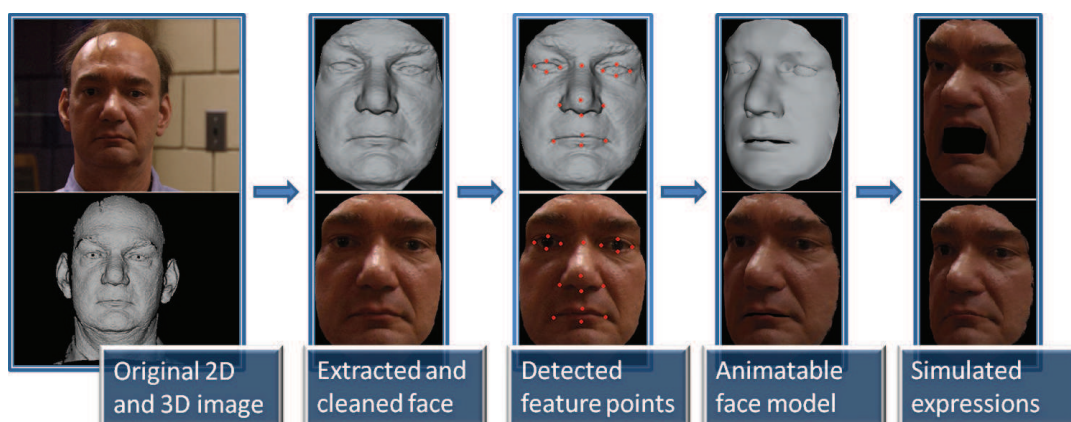 Original 2D
and 3D image
Extracted and
cleaned face
Detected
feature points
Animatable
face model
Simulated
expressions